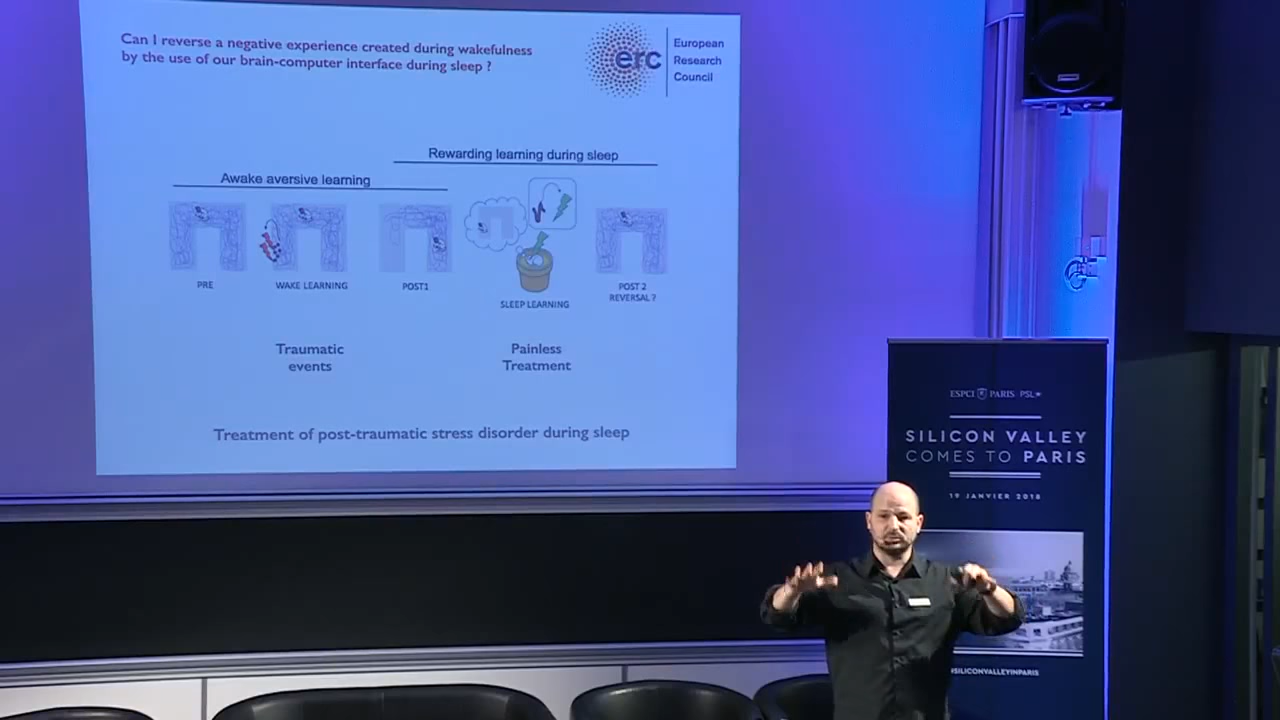 Can I reverse a negative experience created during wakefulness
by the use of our brain-computer interface during sleep ?
erc
European
Research
Council
Rewarding learning during sleep
Awake aversive learning
PRE
WAKE LEARNING
POST1
SLEEP LEARNING
POST 2
REVERSAL ?
Traumatic
events
Painless
Treatment
Treatment of post-traumatic stress disorder during sleep
ESPCI PARIS PSL★
SILICON VALLEY
COMES TO PARIS
19 JANVIER 2018
#SILICONVALLEYINPARIS